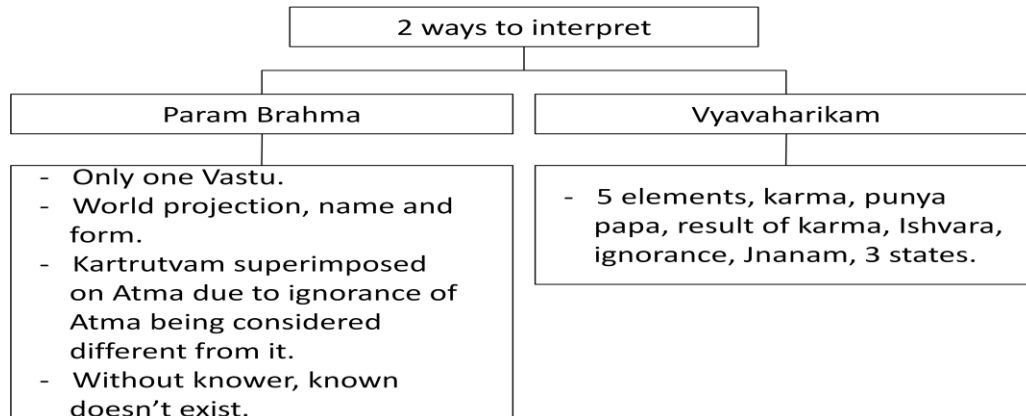 2 ways to interpret
Param Brahma
- Only one Vastu.
- World projection, name and
form.
- Kartrutvam superimposed
on Atma due to ignorance of
Atma being considered
different from it.
- Without knower, known
doesn't exist.
Vyavaharikam
- 5 elements, karma, punya
papa, result of karma, Ishvara,
ignorance, Jnanam, 3 states.